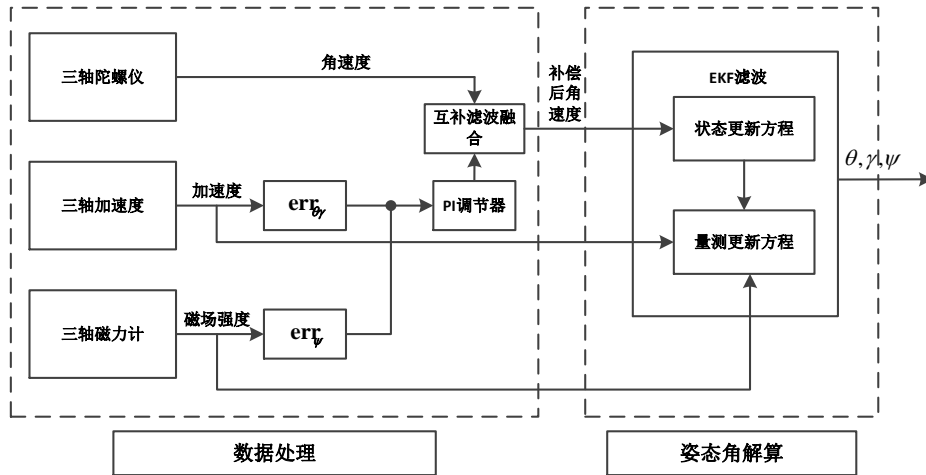 三轴陀螺仪
角速度
互补滤波融
合
补偿
后角
速度
EKF滤波
状态更新方程
θ,γ,ψ
三轴加速度
加速度
err_θγ
PI调节器
量测更新方程
三轴磁力计
磁场强度
err_ψ
数据处理
姿态角解算